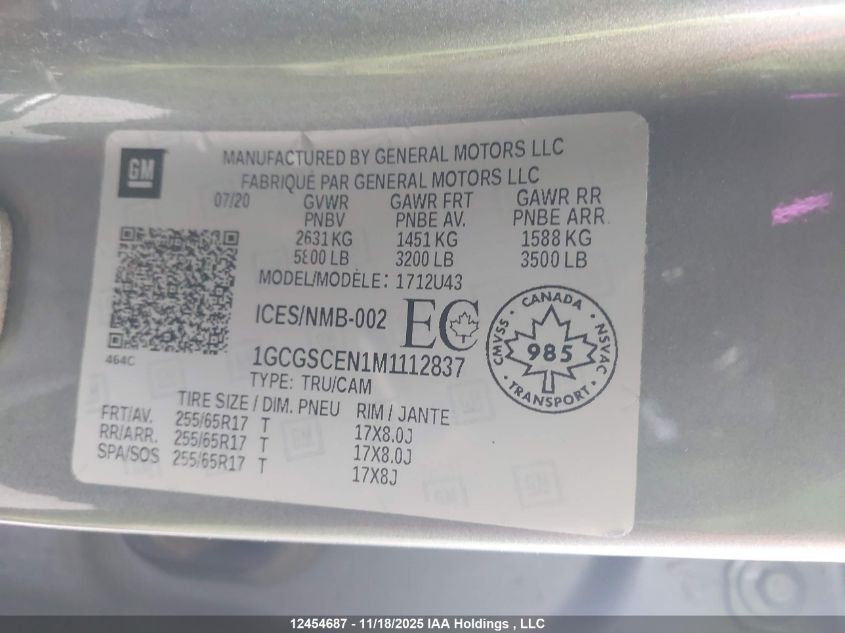 GM
MANUFACTURED BY GENERAL MOTORS LLC
FABRIQUÉ PAR GENERAL MOTORS LLC
07/20 GVWR GAWR FRT GAWR RR
PNBV PNBE AV. PNBE ARR.
2631 KG 1451 KG 1588 KG
5800 LB 3200 LB 3500 LB
MODEL/MODÈLE: 1712U43
ICES/NMB-002 EC
464C
1GCGSCEN1M1112837
TYPE: TRU/CAM
CANADA
CMVSS NSVAC
985
TRANSPORT
TIRE SIZE / DIM. PNEU RIM / JANTE
FRT/AV. 255/65R17 T 17X8.0J
RR/ARR. 255/65R17 T 17X8.0J
SPA/SOS 255/65R17 T 17X8J
12454687 - 11/18/2025 IAA Holdings , LLC